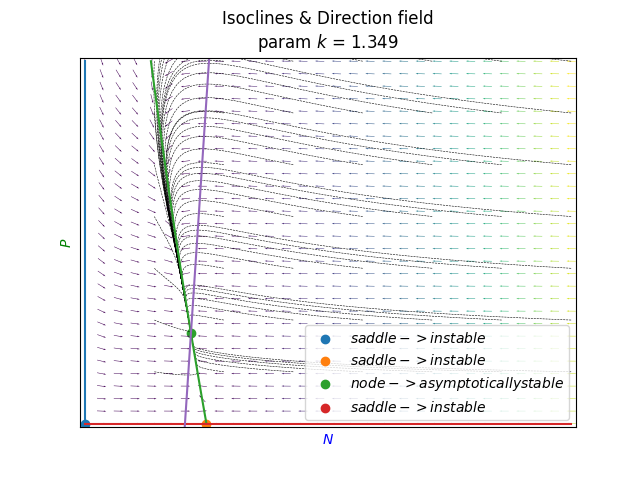 Isoclines & Direction field
param k = 1.349
P
saddle − > instable
saddle − > instable
node − > asymptoticallystable
saddle − > instable
N